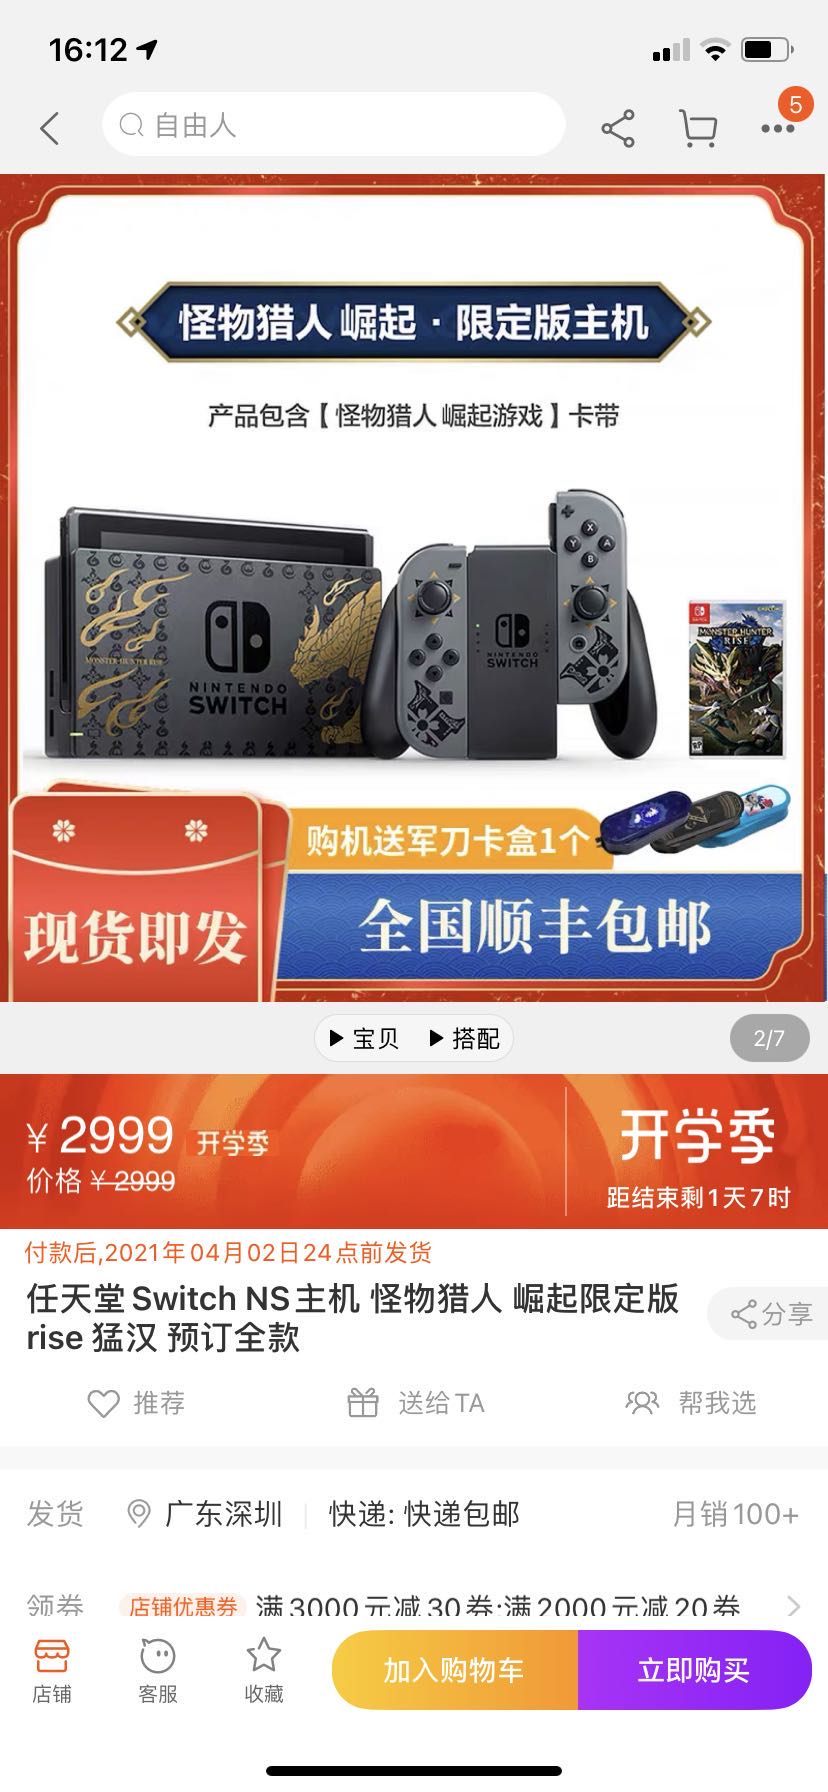 16:12
自由人
5
怪物猎人 崛起·限定版主机
产品包含【怪物猎人 崛起游戏】卡带
X
Y A
B
MONSTER HUNTER RISE
NINTENDO
SWITCH
NINTENDO
SWITCH
MONSTER HUNTER
RISE
CAPCOM
购机送军刀卡盒1个
现货即发
全国顺丰包邮
宝贝 搭配
2/7
¥ 2999 开学季
价格 ¥ 2999
开学季
距结束剩1天7时
付款后,2021年04月02日24点前发货
任天堂Switch NS主机 怪物猎人 崛起限定版
rise 猛汉 预订全款
分享
推荐 送给TA 帮我选
发货 广东深圳 快递: 快递包邮 月销100+
领券 店铺优惠券 满3000元减30券;满2000元减20券
店铺 客服 收藏 加入购物车 立即购买